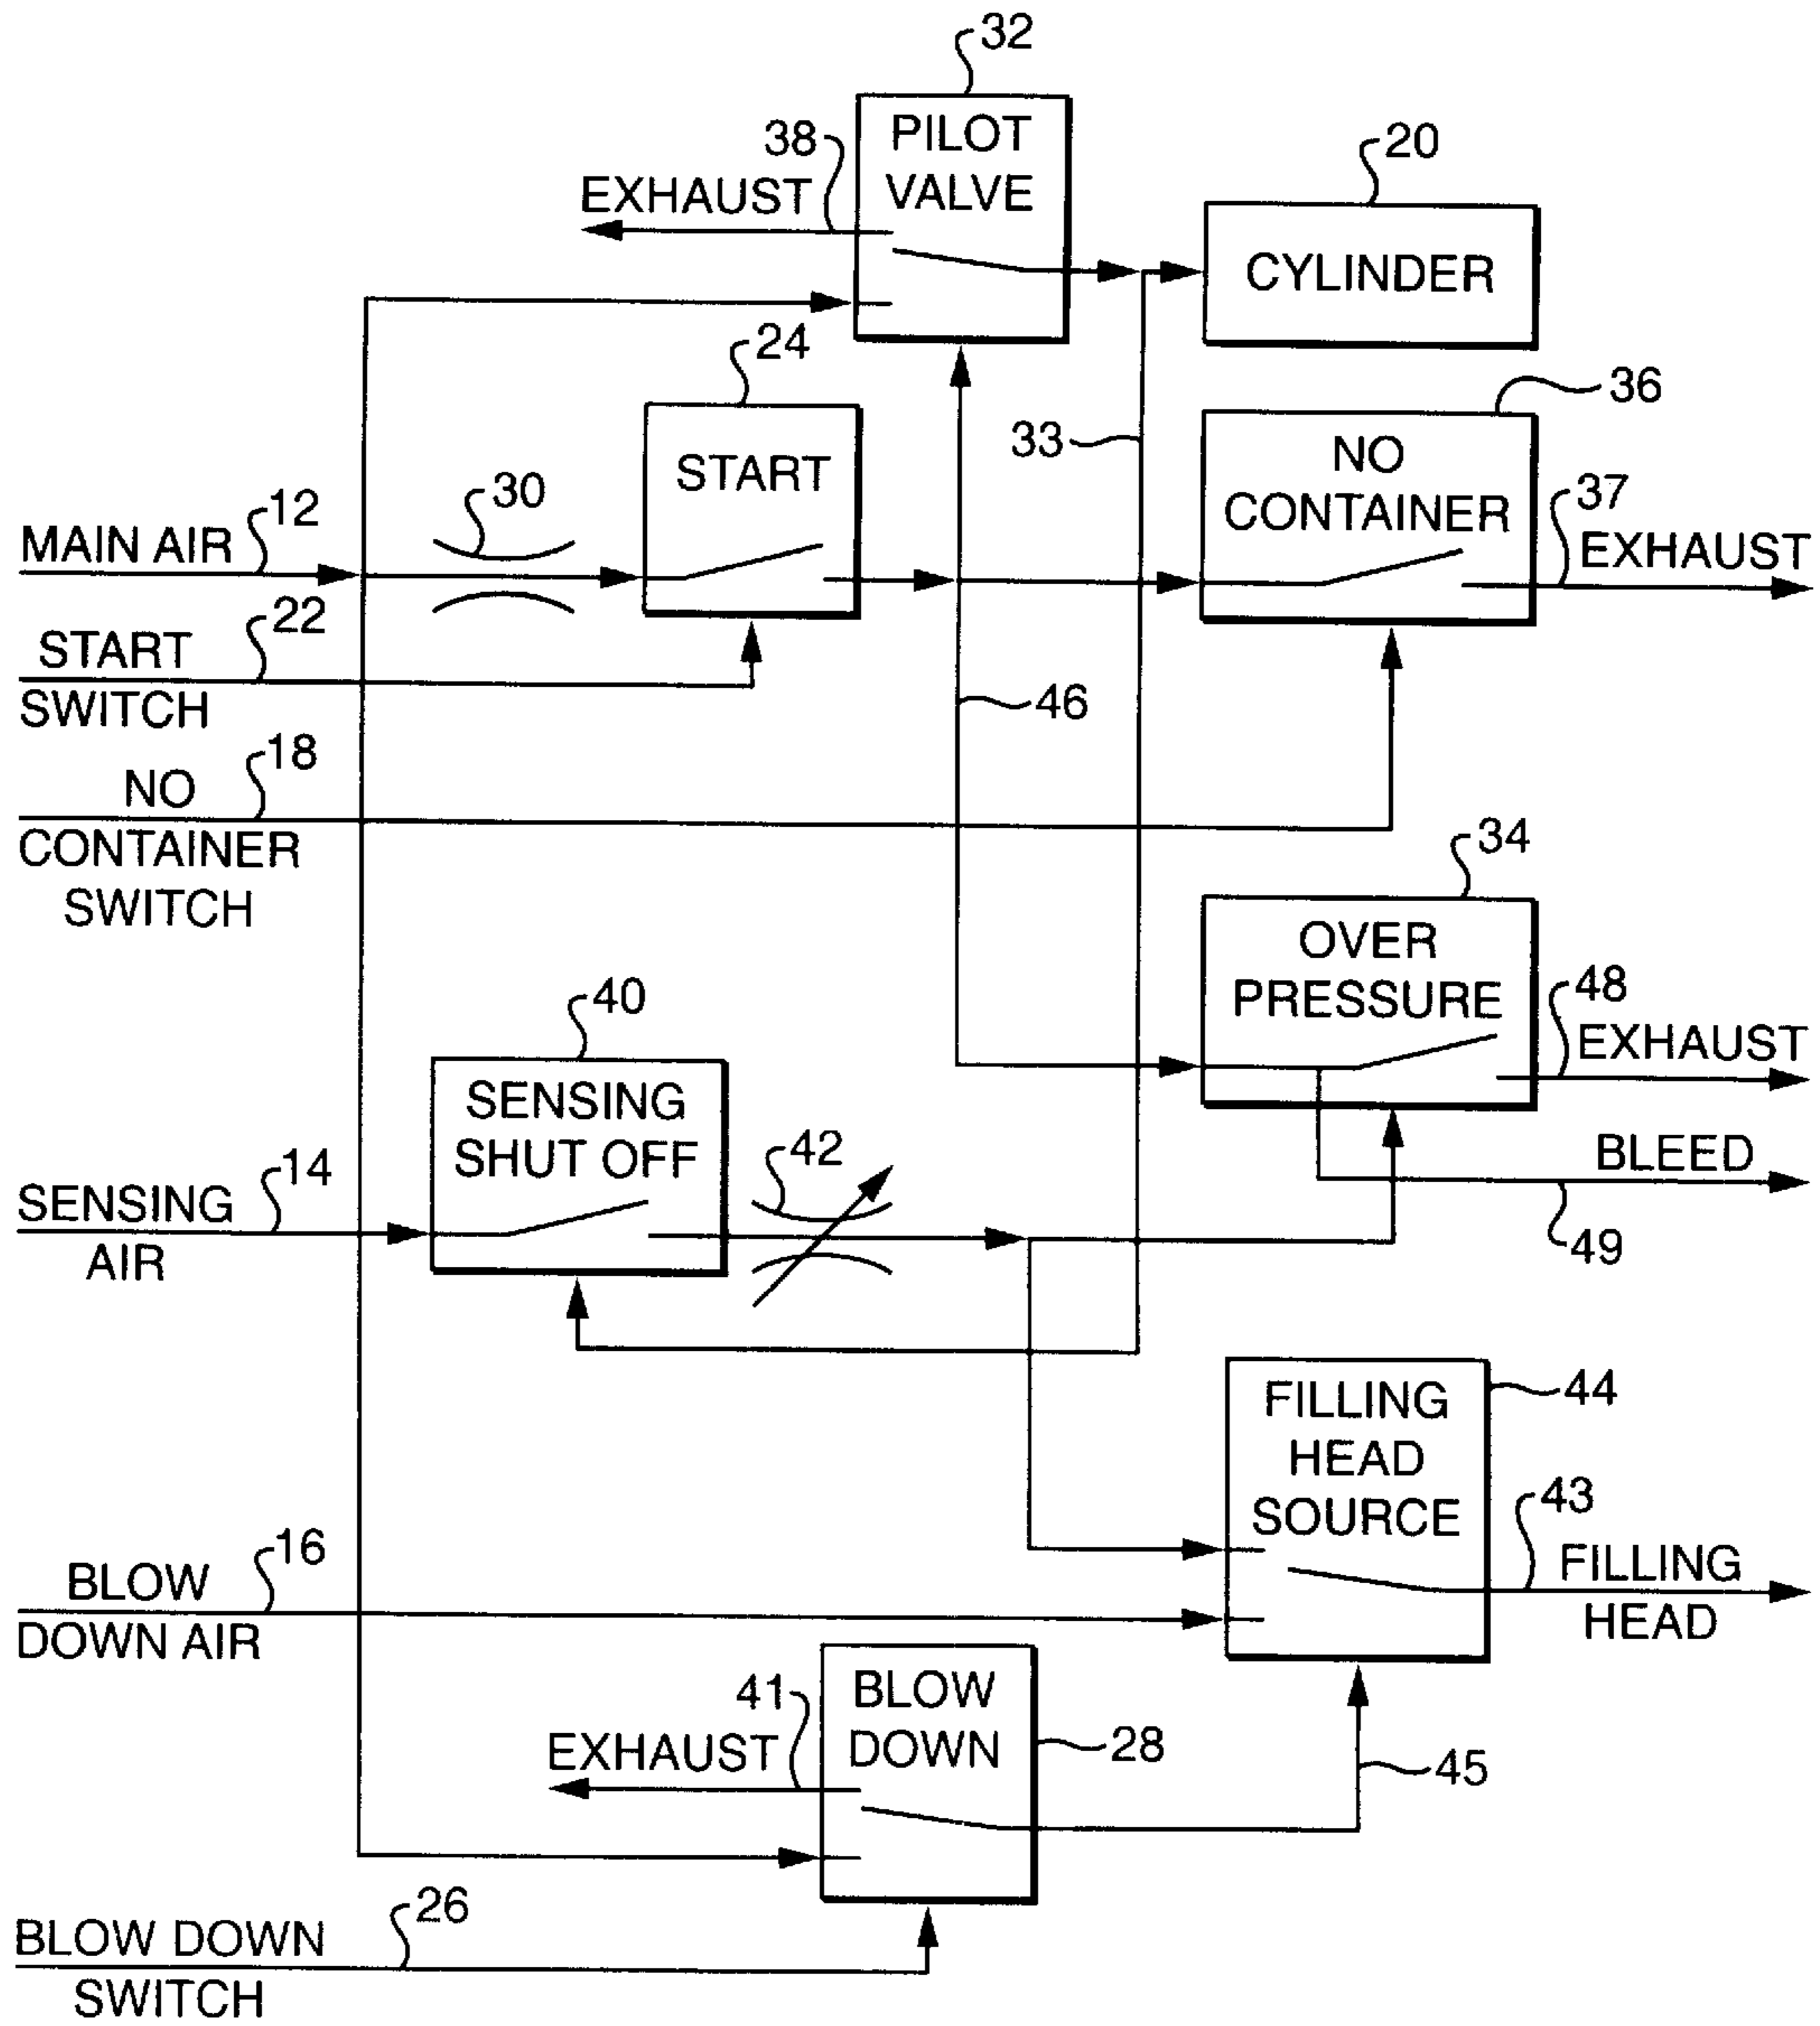 32
PILOT
VALVE
38
EXHAUST
20
CYLINDER
24
START
36
NO
CONTAINER
33
37
EXHAUST
30
MAIN AIR
12
START
SWITCH
22
46
NO
CONTAINER
SWITCH
18
34
OVER
PRESSURE
48
EXHAUST
BLEED
49
40
SENSING
SHUT OFF
42
SENSING
AIR
14
FILLING
HEAD
SOURCE
44
43
FILLING
HEAD
BLOW
DOWN AIR
16
BLOW
DOWN
41
EXHAUST
28
45
BLOW DOWN
SWITCH
26